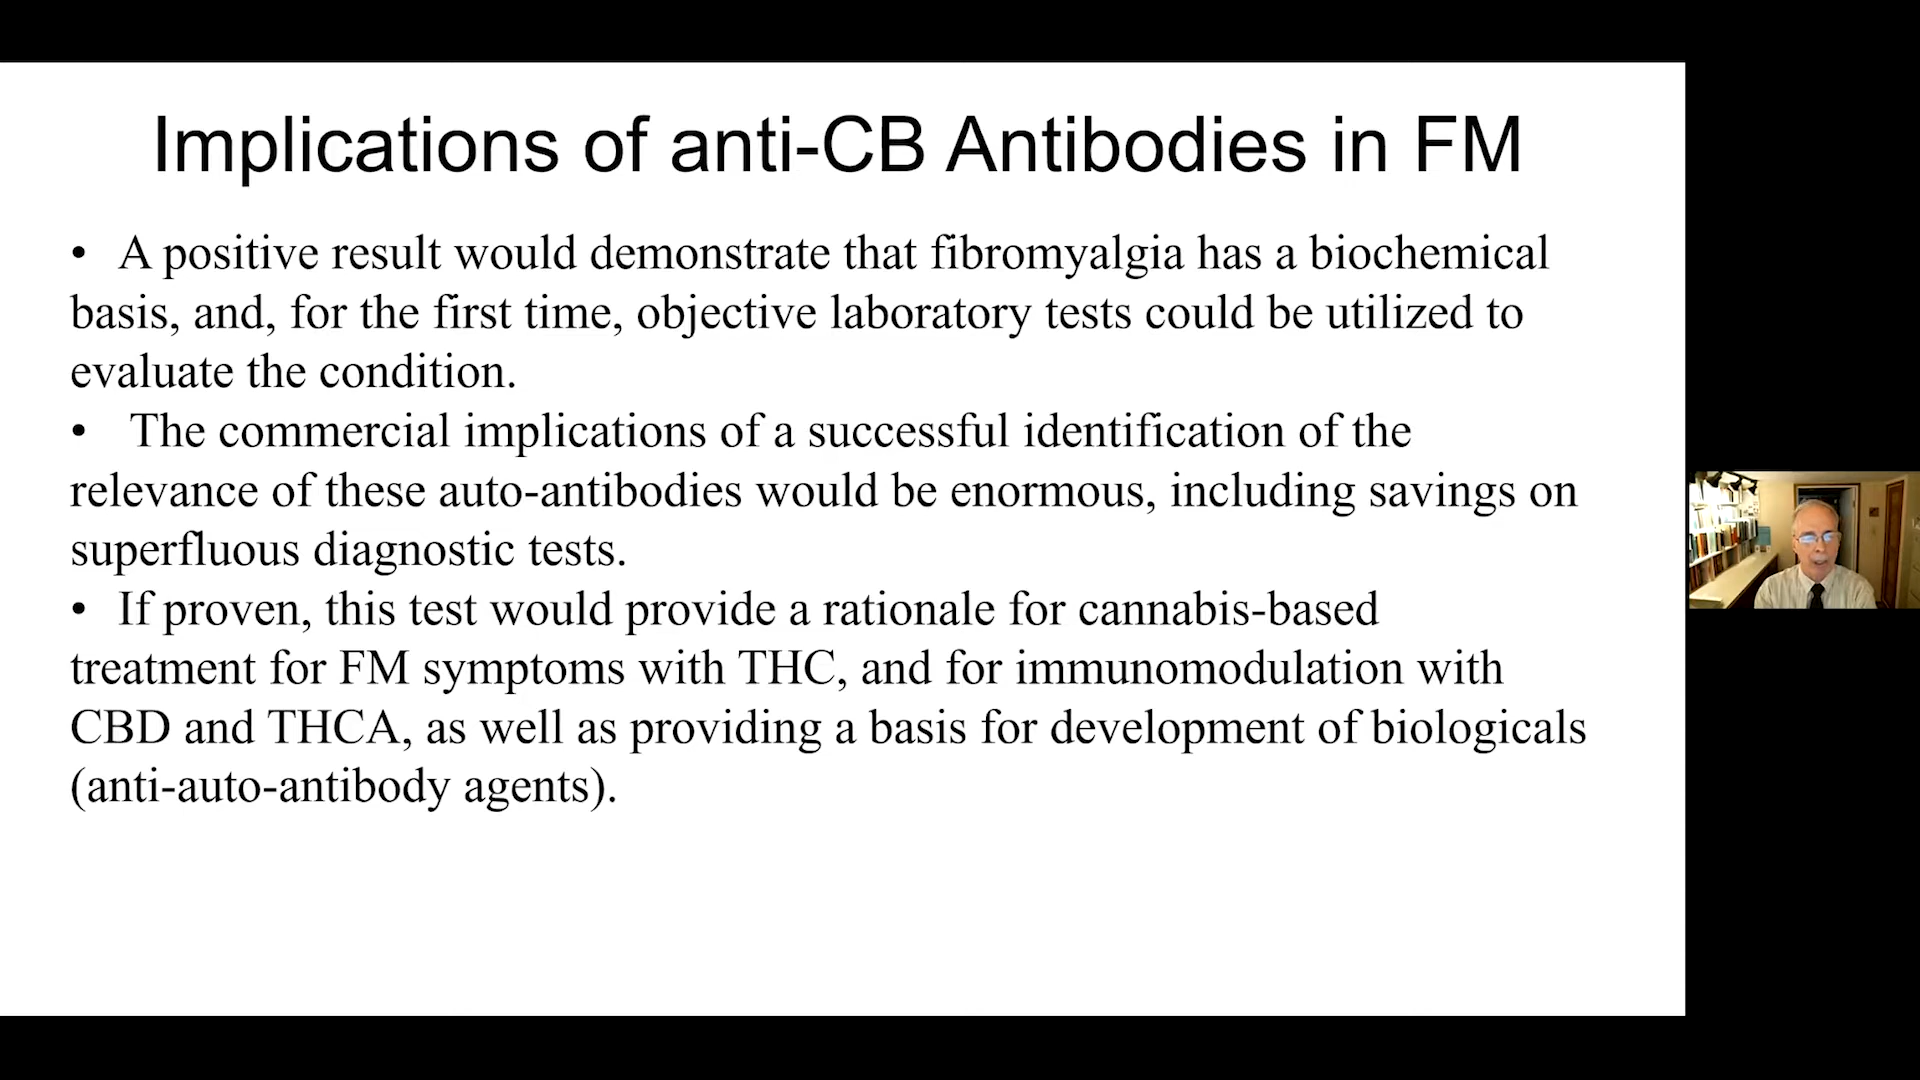 Implications of anti-CB Antibodies in FM
• A positive result would demonstrate that fibromyalgia has a biochemical
basis, and, for the first time, objective laboratory tests could be utilized to
evaluate the condition.
• The commercial implications of a successful identification of the
relevance of these auto-antibodies would be enormous, including savings on
superfluous diagnostic tests.
• If proven, this test would provide a rationale for cannabis-based
treatment for FM symptoms with THC, and for immunomodulation with
CBD and THCA, as well as providing a basis for development of biologicals
(anti-auto-antibody agents).